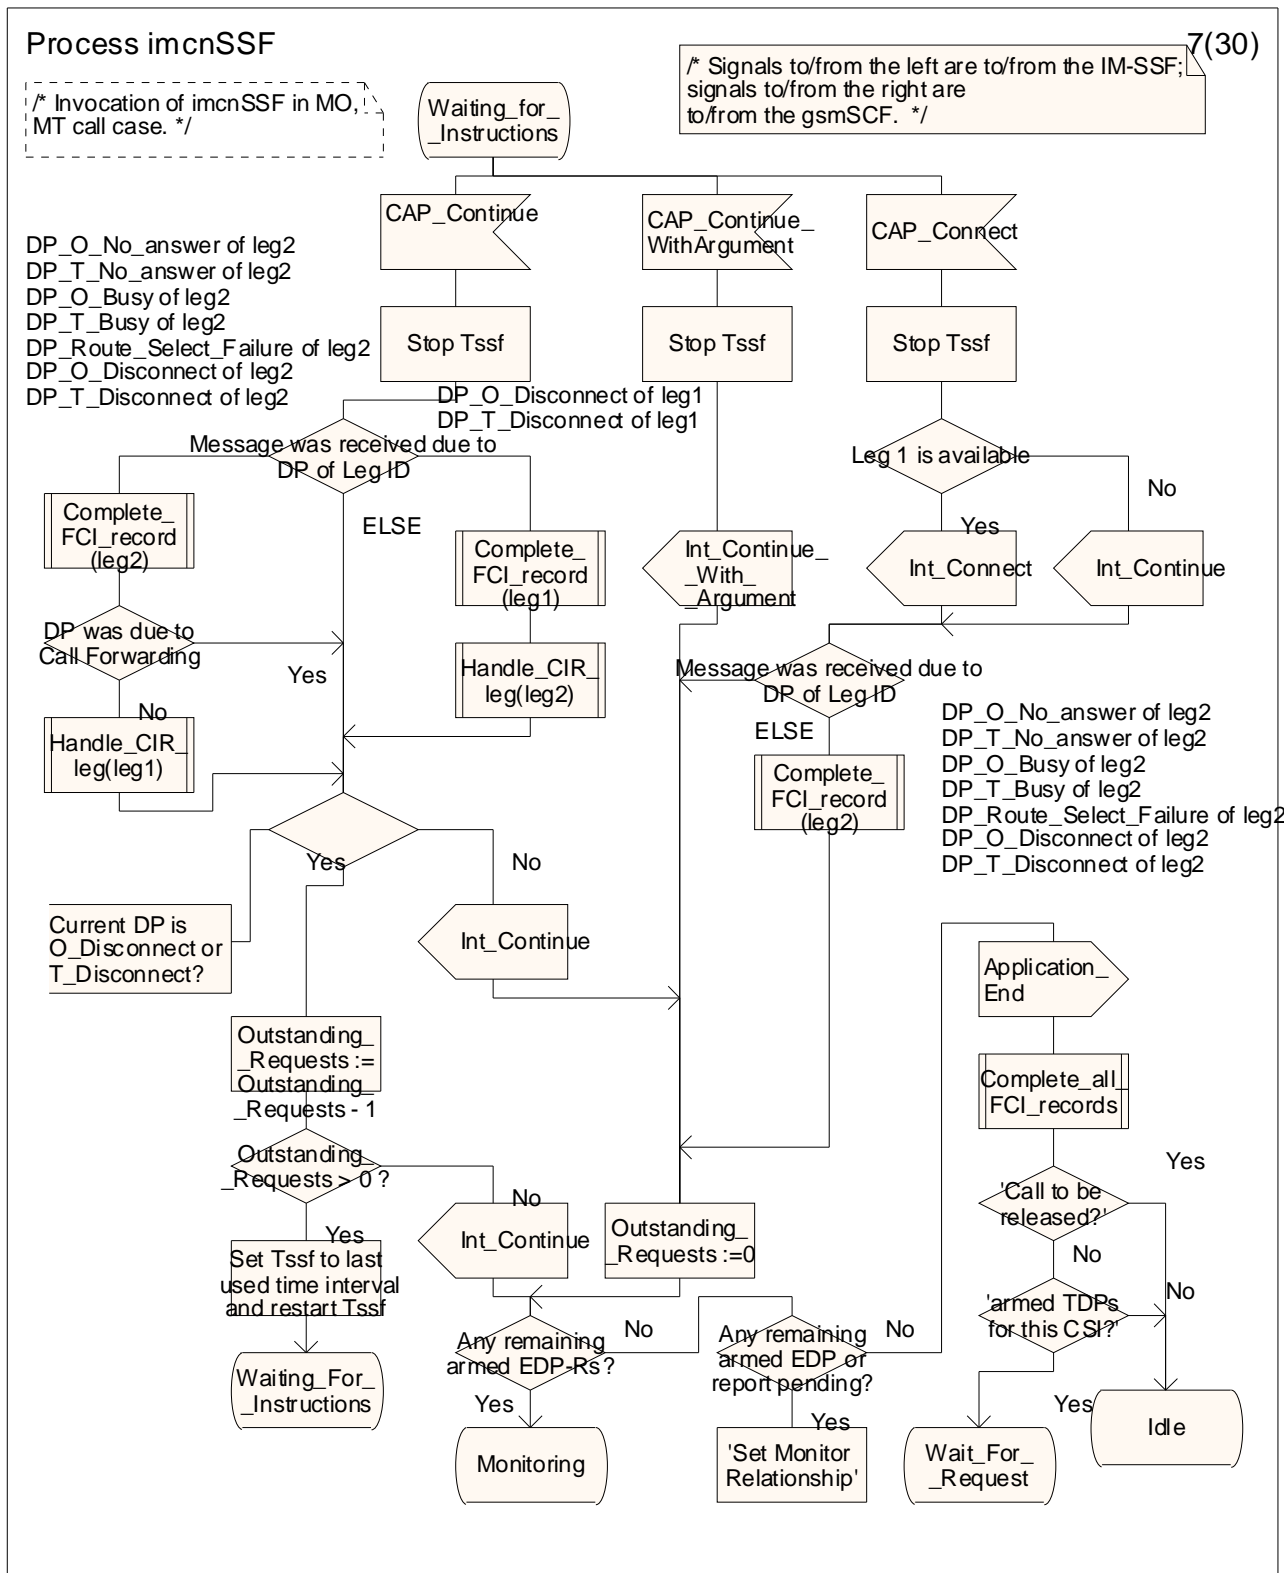 Process imcnSSF
7(30)
/* Invocation of imcnSSF in MO,
MT call case. */
/* Signals to/from the left are to/from the IM-SSF;
signals to/from the right are
to/from the gsmSCF. */
Waiting_for_
_Instructions
CAP_Continue
CAP_Continue_
WithArgument
CAP_Connect
DP_O_No_answer of leg2
DP_T_No_answer of leg2
DP_O_Busy of leg2
DP_T_Busy of leg2
DP_Route_Select_Failure of leg2
DP_O_Disconnect of leg2
DP_T_Disconnect of leg2
Stop Tssf
Stop Tssf
Stop Tssf
DP_O_Disconnect of leg1
DP_T_Disconnect of leg1
Message was received due to
DP of Leg ID
Leg 1 is available
No
Yes
ELSE
Complete_
FCI_record
(leg2)
Complete_
FCI_record
(leg1)
Int_Continue_
_With_
_Argument
Int_Connect
Int_Continue
DP was due to
Call Forwarding
Yes
No
Handle_CIR_
leg(leg2)
Message was received due to
DP of Leg ID
ELSE
Handle_CIR_
leg(leg1)
DP_O_No_answer of leg2
DP_T_No_answer of leg2
DP_O_Busy of leg2
DP_T_Busy of leg2
DP_Route_Select_Failure of leg2
DP_O_Disconnect of leg2
DP_T_Disconnect of leg2
Complete_
FCI_record
(leg2)
Yes
No
Current DP is
O_Disconnect or
T_Disconnect?
Int_Continue
Application_
End
Outstanding_
_Requests :=
Outstanding_
_Requests - 1
Complete_all_
FCI_records
Outstanding_
_Requests > 0 ?
No
Yes
Yes
'Call to be
released?'
No
Int_Continue
Outstanding_
_Requests :=0
Set Tssf to last
used time interval
and restart Tssf
'armed TDPs
for this CSI?'
No
Yes
Any remaining
armed EDP-Rs?
No
Yes
Any remaining
armed EDP or
report pending?
No
Yes
Waiting_For_
_Instructions
Monitoring
'Set Monitor
Relationship'
Wait_For_
_Request
Idle